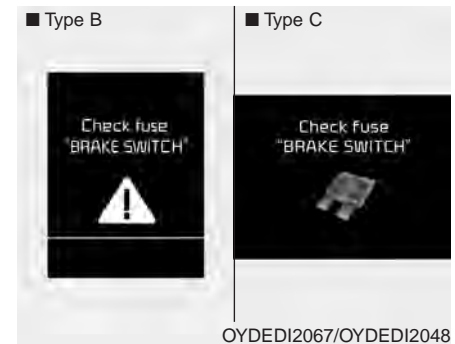 ■ Type B
■ Type C
Check fuse
"BRAKE SWITCH"
Check fuse
"BRAKE SWITCH"
OYDEDI2067/OYDEDI2048